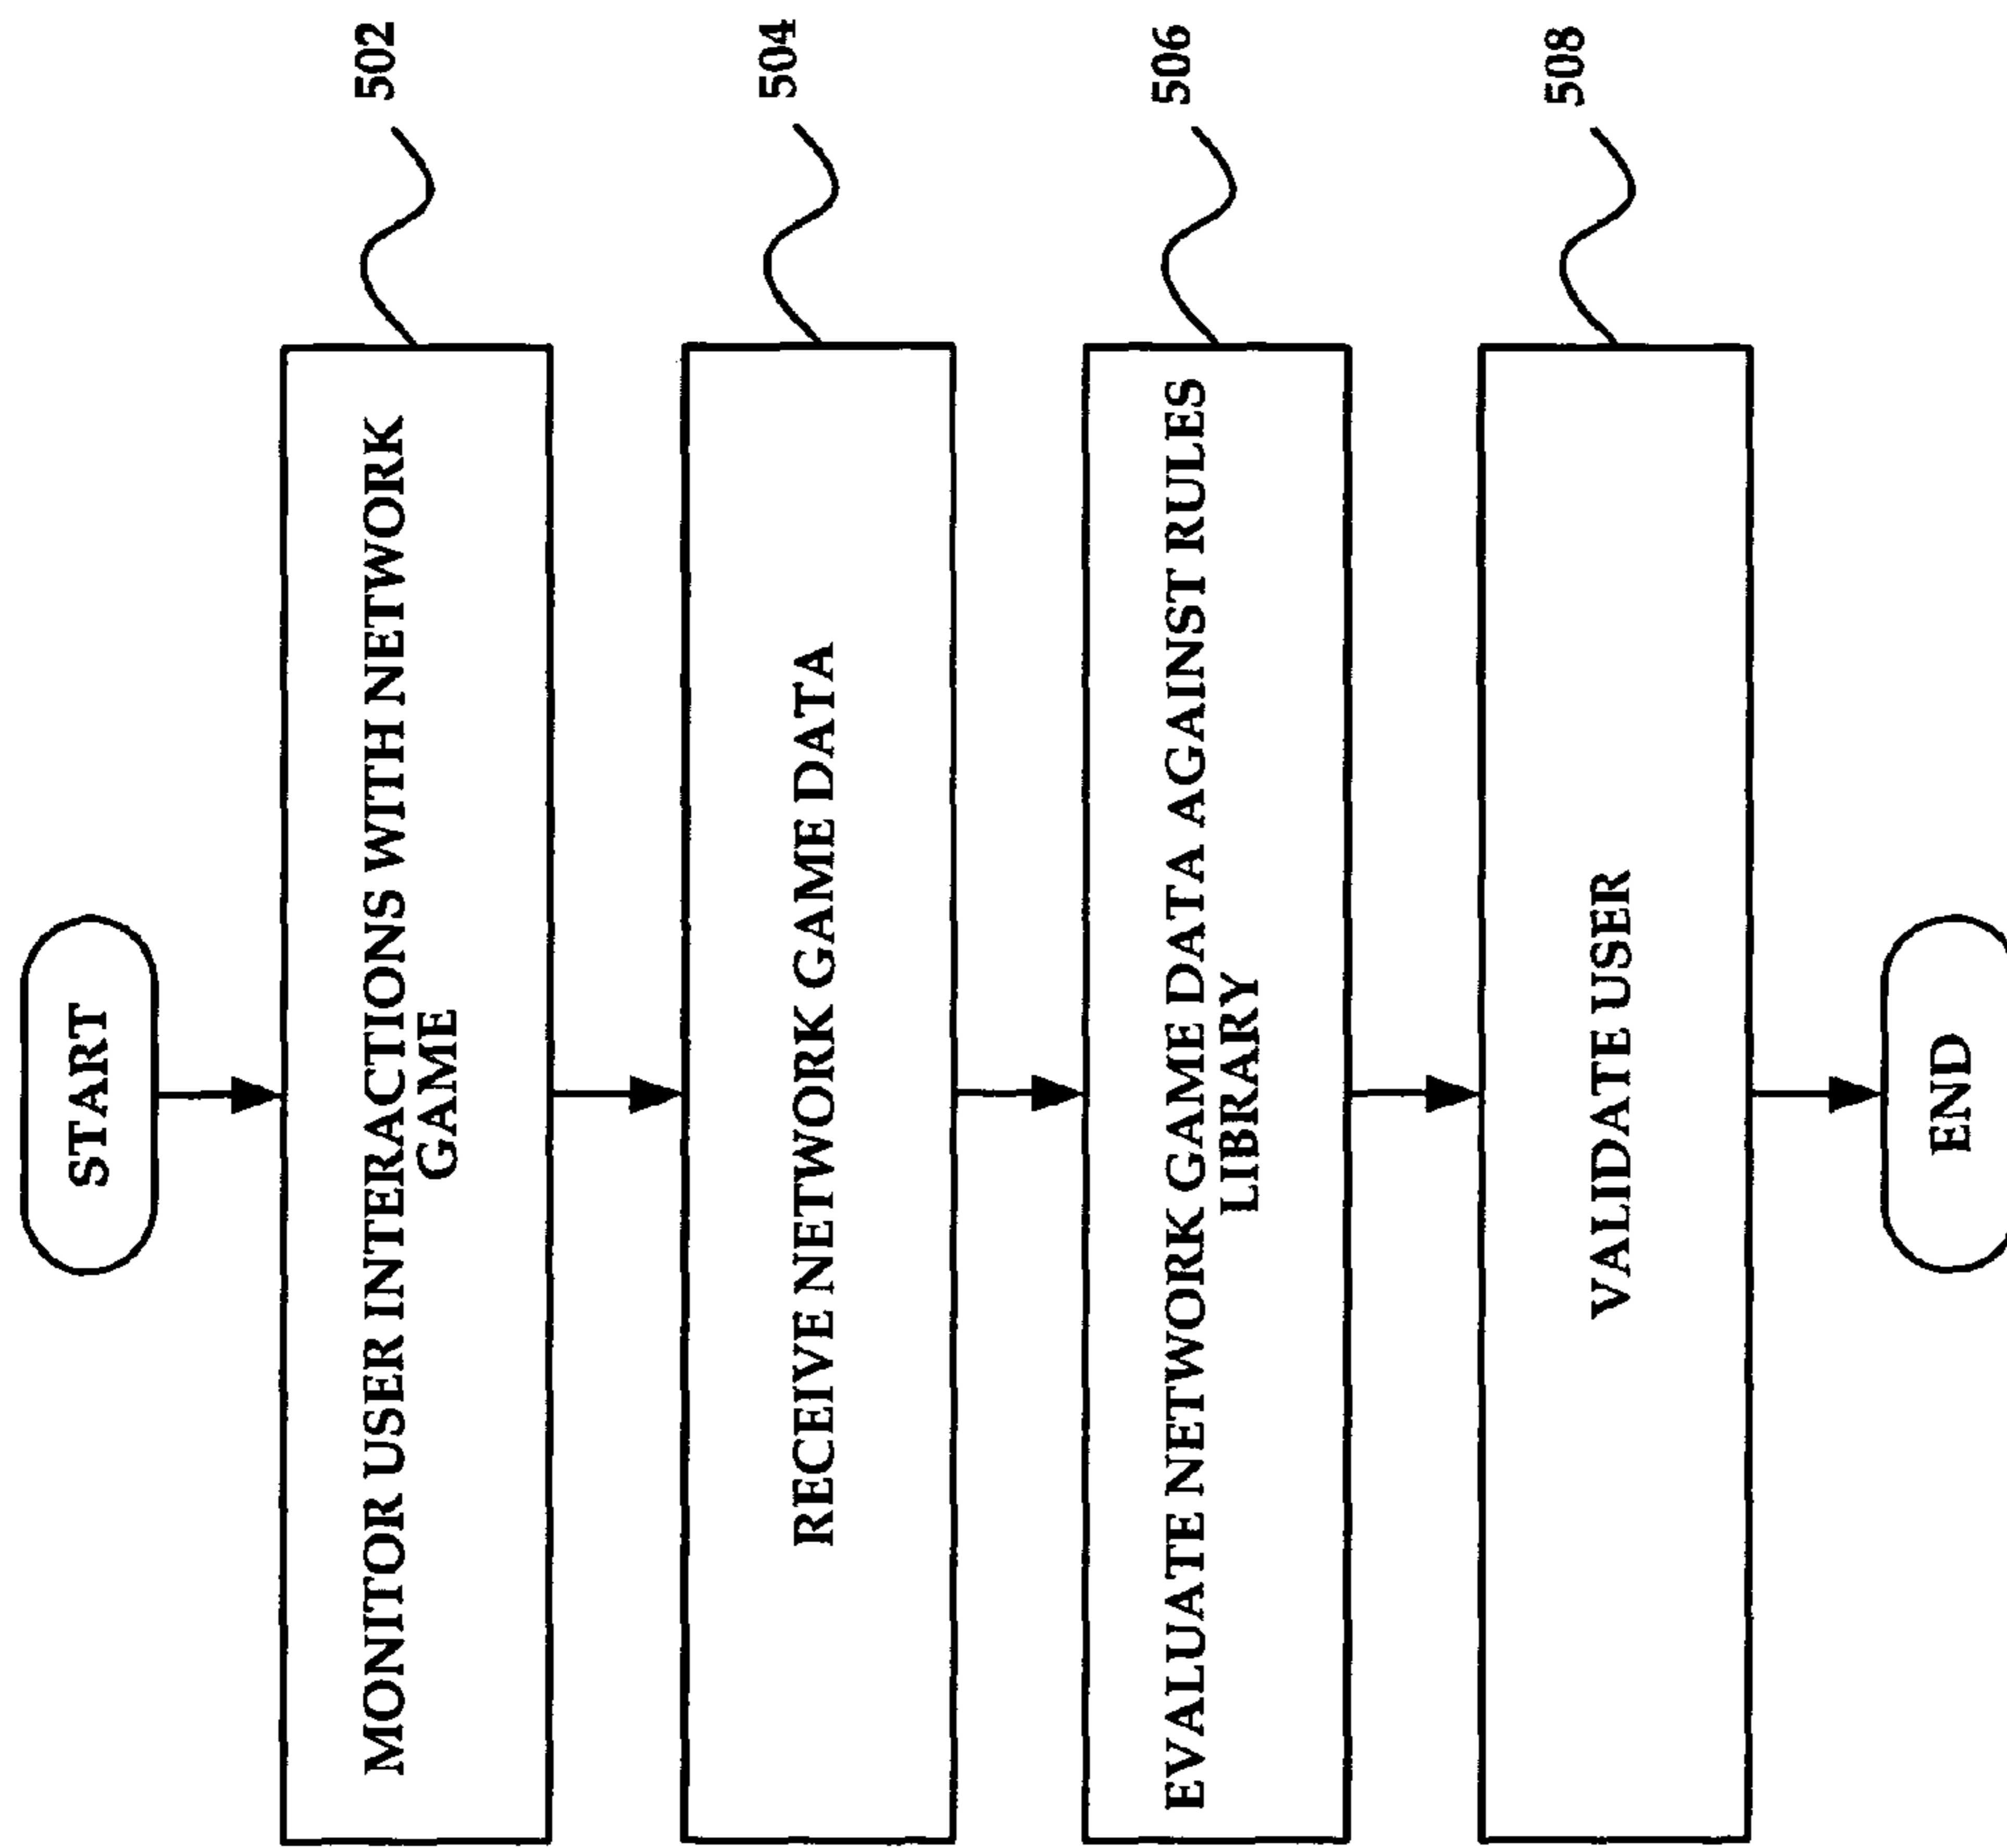 START
MONITOR USER INTERACTIONS WITH NETWORK
GAME
502
RECEIVE NETWORK GAME DATA
504
EVALUATE NETWORK GAME DATA AGAINST RULES
LIBRARY
506
VALIDATE USER
508
END